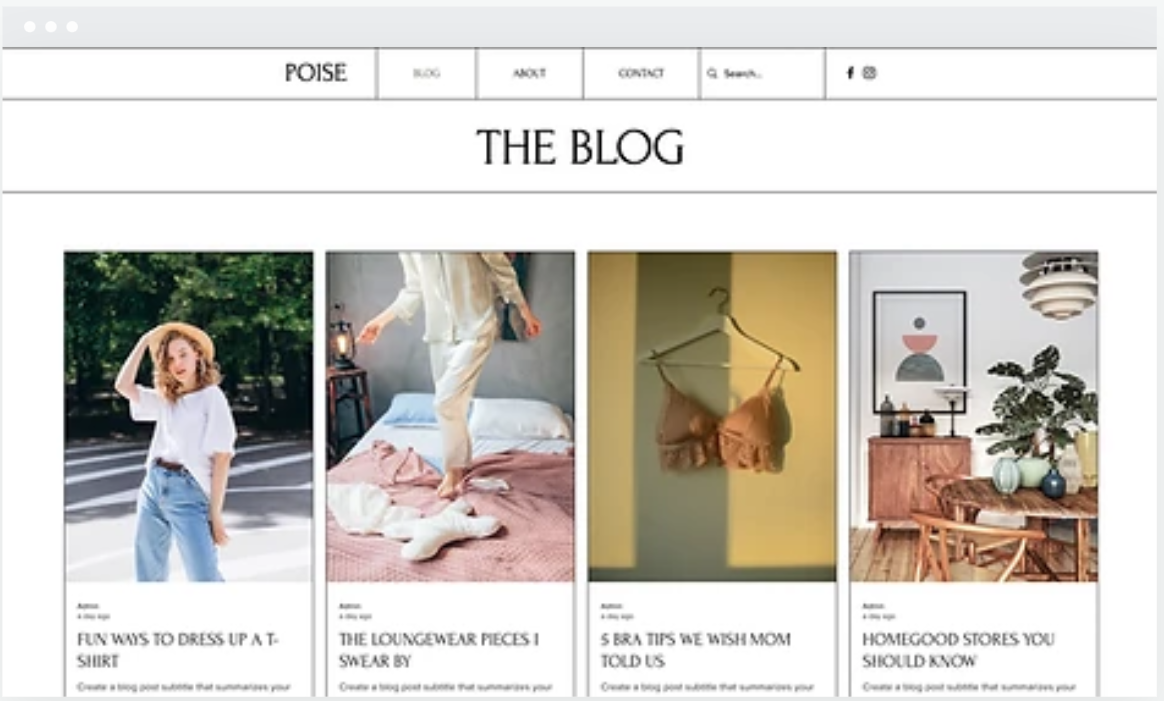 POISE
BLOG
ABOUT
CONTACT
Search...
THE BLOG
Admin
a day ago
FUN WAYS TO DRESS UP A T-
SHIRT
Create a blog post subtitle that summarizes your
Admin
a day ago
THE LOUNGEWEAR PIECES I
SWEAR BY
Create a blog post subtitle that summarizes your
Admin
a day ago
5 BRA TIPS WE WISH MOM
TOLD US
Create a blog post subtitle that summarizes your
Admin
a day ago
HOMEGOOD STORES YOU
SHOULD KNOW
Create a blog post subtitle that summarizes your